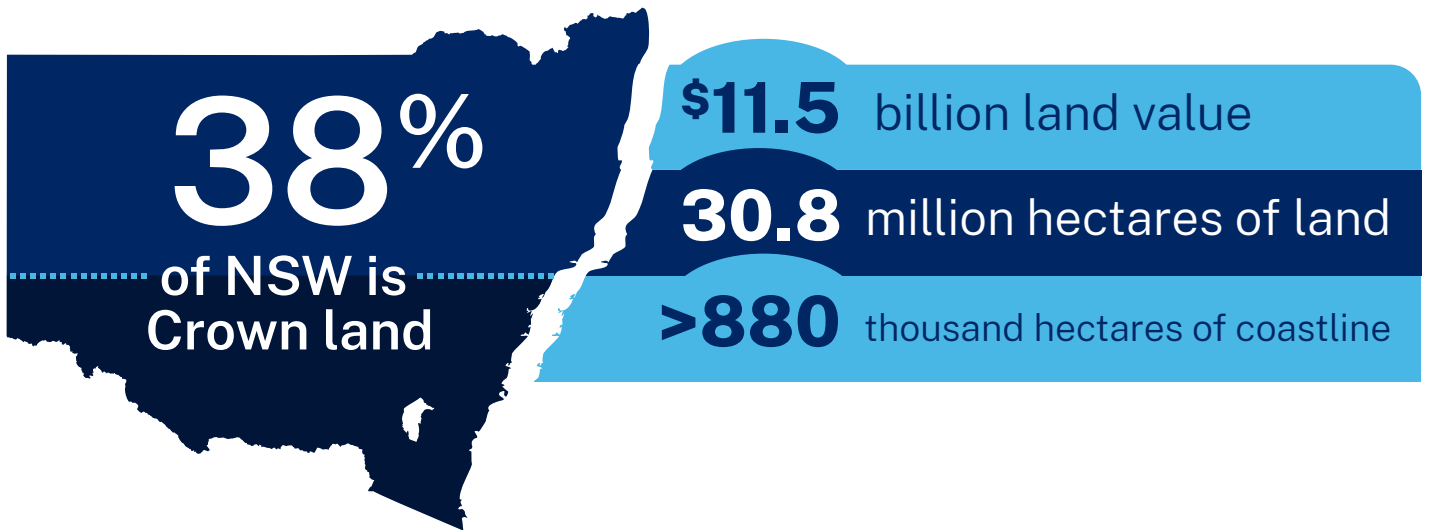 38%
of NSW is
Crown land
$11.5 billion land value
30.8 million hectares of land
>880 thousand hectares of coastline